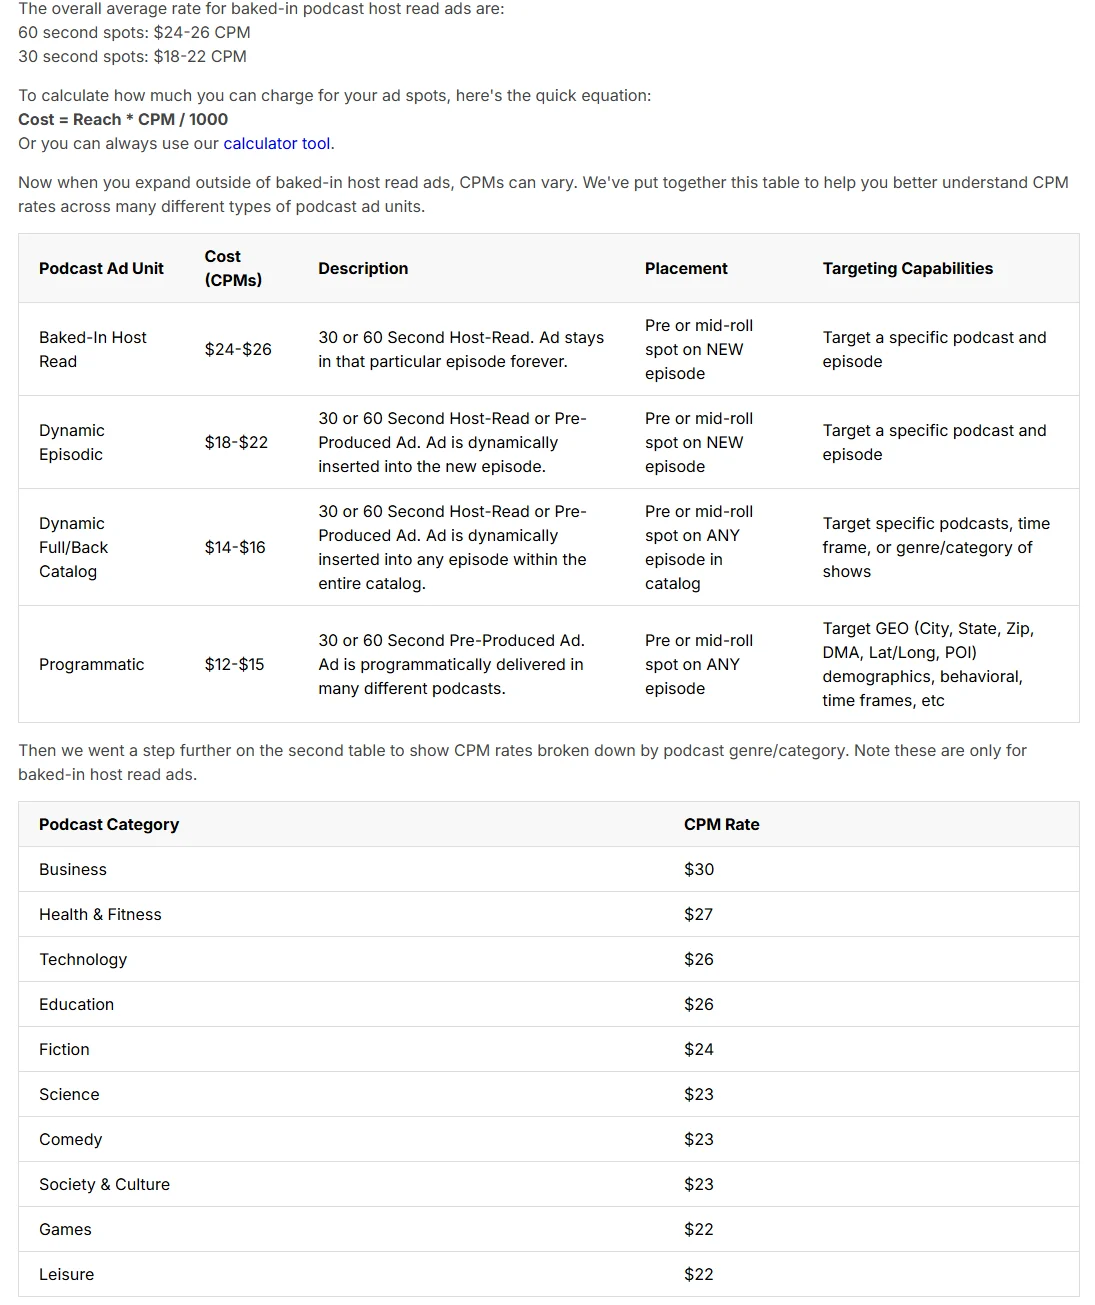 The overall average rate for baked-in podcast host read ads are:
60 second spots: $24-26 CPM
30 second spots: $18-22 CPM
To calculate how much you can charge for your ad spots, here's the quick equation:
Cost = Reach * CPM / 1000
Or you can always use our calculator tool.
Now when you expand outside of baked-in host read ads, CPMs can vary. We've put together this table to help you better understand CPM
rates across many different types of podcast ad units.
Podcast Ad Unit
Cost
(CPMs)
Description
Placement
Targeting Capabilities
Baked-In Host
Read
$24-$26
30 or 60 Second Host-Read. Ad stays
in that particular episode forever.
Pre or mid-roll
spot on NEW
episode
Target a specific podcast and
episode
Dynamic
Episodic
$18-$22
30 or 60 Second Host-Read or Pre-
Produced Ad. Ad is dynamically
inserted into the new episode.
Pre or mid-roll
spot on NEW
episode
Target a specific podcast and
episode
Dynamic
Full/Back
Catalog
$14-$16
30 or 60 Second Host-Read or Pre-
Produced Ad. Ad is dynamically
inserted into any episode within the
entire catalog.
Pre or mid-roll
spot on ANY
episode in
catalog
Target specific podcasts, time
frame, or genre/category of
shows
Programmatic
$12-$15
30 or 60 Second Pre-Produced Ad.
Ad is programmatically delivered in
many different podcasts.
Pre or mid-roll
spot on ANY
episode
Target GEO (City, State, Zip,
DMA, Lat/Long, POI)
demographics, behavioral,
time frames, etc
Then we went a step further on the second table to show CPM rates broken down by podcast genre/category. Note these are only for
baked-in host read ads.
Podcast Category CPM Rate
Business $30
Health & Fitness $27
Technology $26
Education $26
Fiction $24
Science $23
Comedy $23
Society & Culture $23
Games $22
Leisure $22